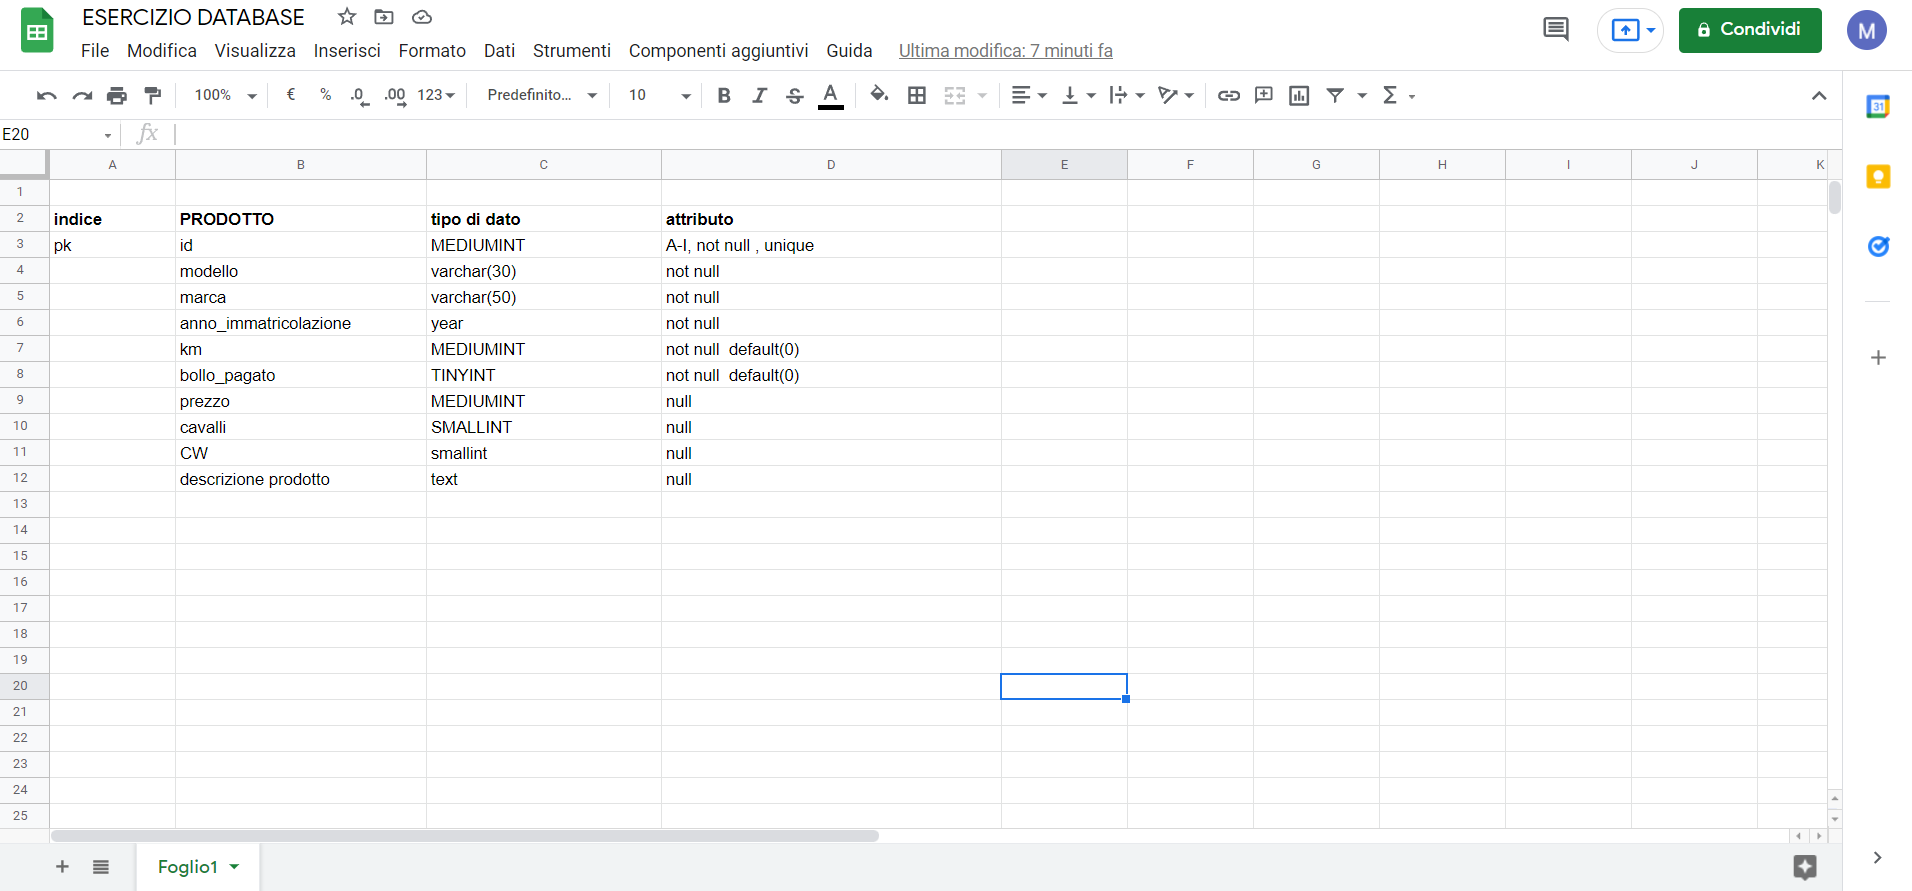 ESERCIZIO DATABASE
File Modifica Visualizza Inserisci Formato Dati Strumenti Componenti aggiuntivi Guida Ultima modifica: 7 minuti fa
Condividi
M
100% € % .0 .00 123 Predefinito... 10 B I S A Σ
31
E20 fx
A B C D E F G H I J K
1
2 indice PRODOTTO tipo di dato attributo
3 pk id MEDIUMINT A-I, not null , unique
4 modello varchar(30) not null
5 marca varchar(50) not null
6 anno_immatricolazione year not null
7 km MEDIUMINT not null  default(0)
8 bollo_pagato TINYINT not null  default(0)
9 prezzo MEDIUMINT null
10 cavalli SMALLINT null
11 CW smallint null
12 descrizione prodotto text null
13
14
15
16
17
18
19
20
21
22
23
24
25
Foglio1